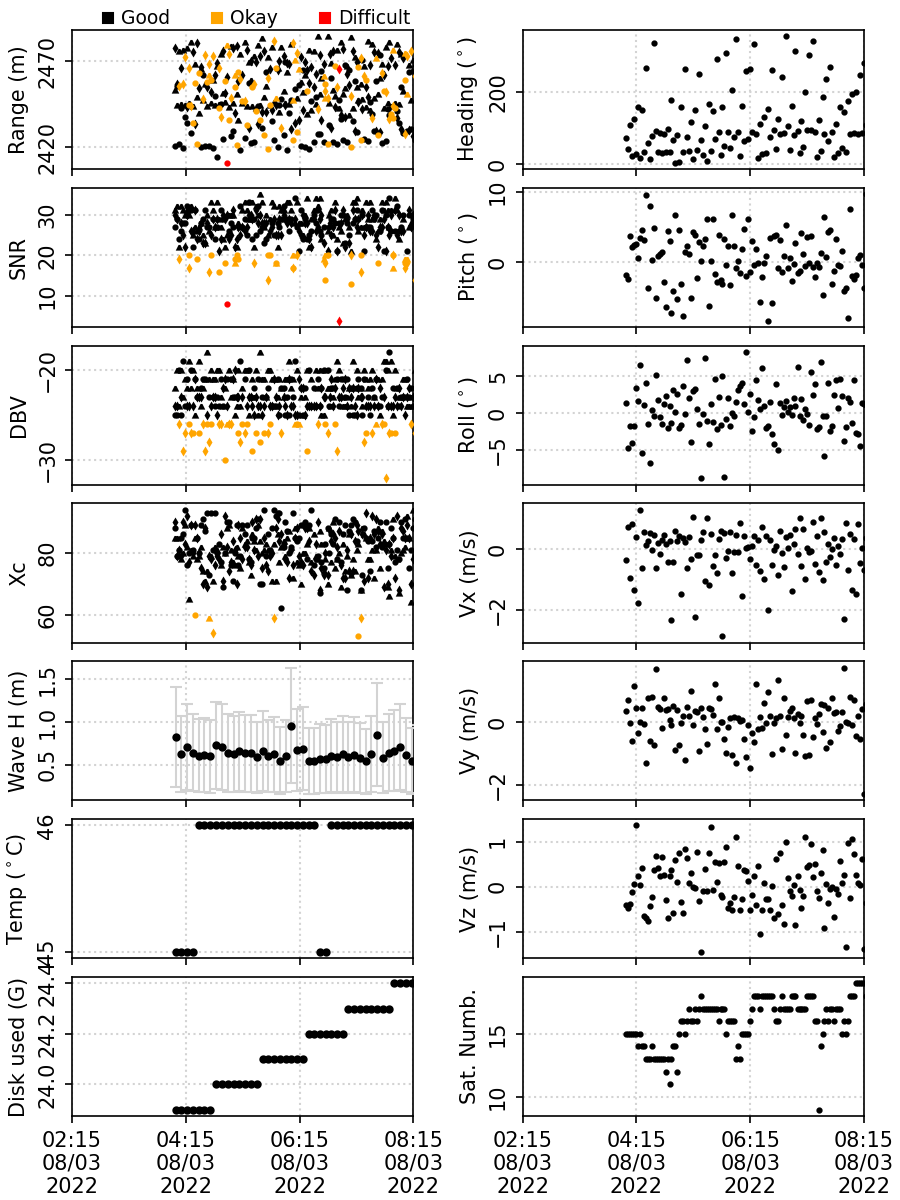 Good Okay Difficult
Range (m)
2470
2420
Heading (°)
200
0
SNR
30
20
10
Pitch (°)
10
0
DBV
−20
−30
Roll (°)
5
0
−5
Xc
80
60
Vx (m/s)
0
−2
Wave H (m)
1.5
1.0
0.5
Vy (m/s)
0
−2
Temp (°C)
46
45
Vz (m/s)
1
0
−1
Disk used (G)
24.4
24.2
24.0
Sat. Numb.
15
10
02:15 04:15 06:15 08:15 02:15 04:15 06:15 08:15
08/03 08/03 08/03 08/03 08/03 08/03 08/03 08/03
2022 2022 2022 2022 2022 2022 2022 2022